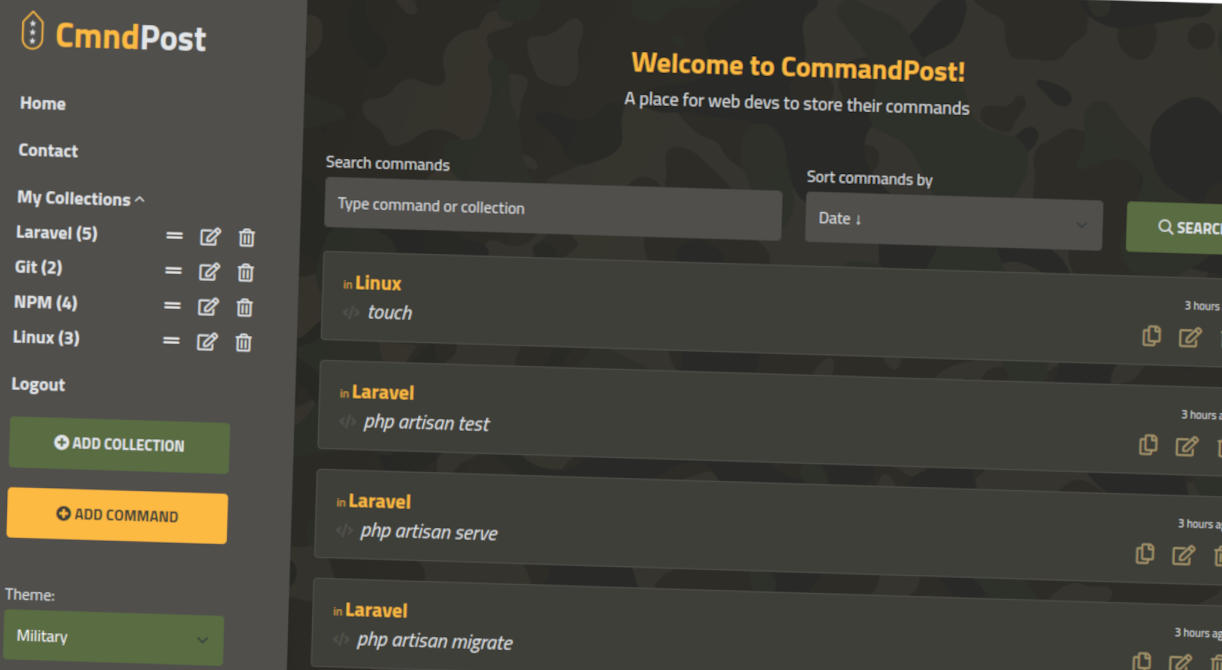 CmndPost
Home
Contact
My Collections
Laravel (5)
Git (2)
NPM (4)
Linux (3)
Logout
ADD COLLECTION
ADD COMMAND
Theme:
Military
Welcome to CommandPost!
A place for web devs to store their commands
Search commands
Type command or collection
Sort commands by
Date ↓
SEARC
in Linux
</> touch
3 hours
in Laravel
</> php artisan test
3 hours a
in Laravel
</> php artisan serve
3 hours ag
in Laravel
</> php artisan migrate
3 hours ag